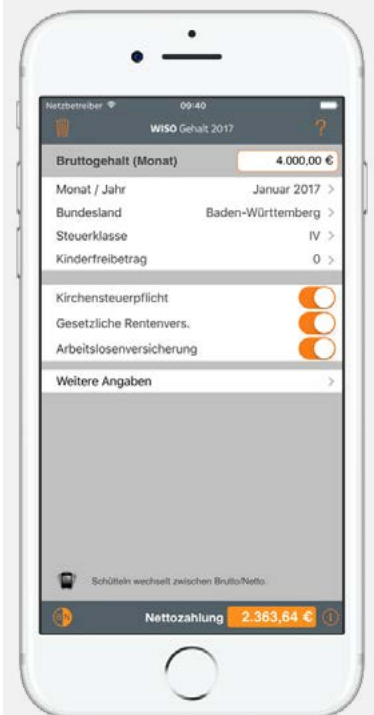 Netzbetreiber 09:40
WISO Gehalt 2017 ?
Bruttogehalt (Monat) 4.000,00 €
Monat / Jahr Januar 2017 >
Bundesland Baden-Württemberg >
Steuerklasse IV >
Kinderfreibetrag 0 >
Kirchensteuerpflicht
Gesetzliche Rentenvers.
Arbeitslosenversicherung
Weitere Angaben >
Schütteln wechselt zwischen Brutto/Netto.
Nettozahlung 2.363,64 €